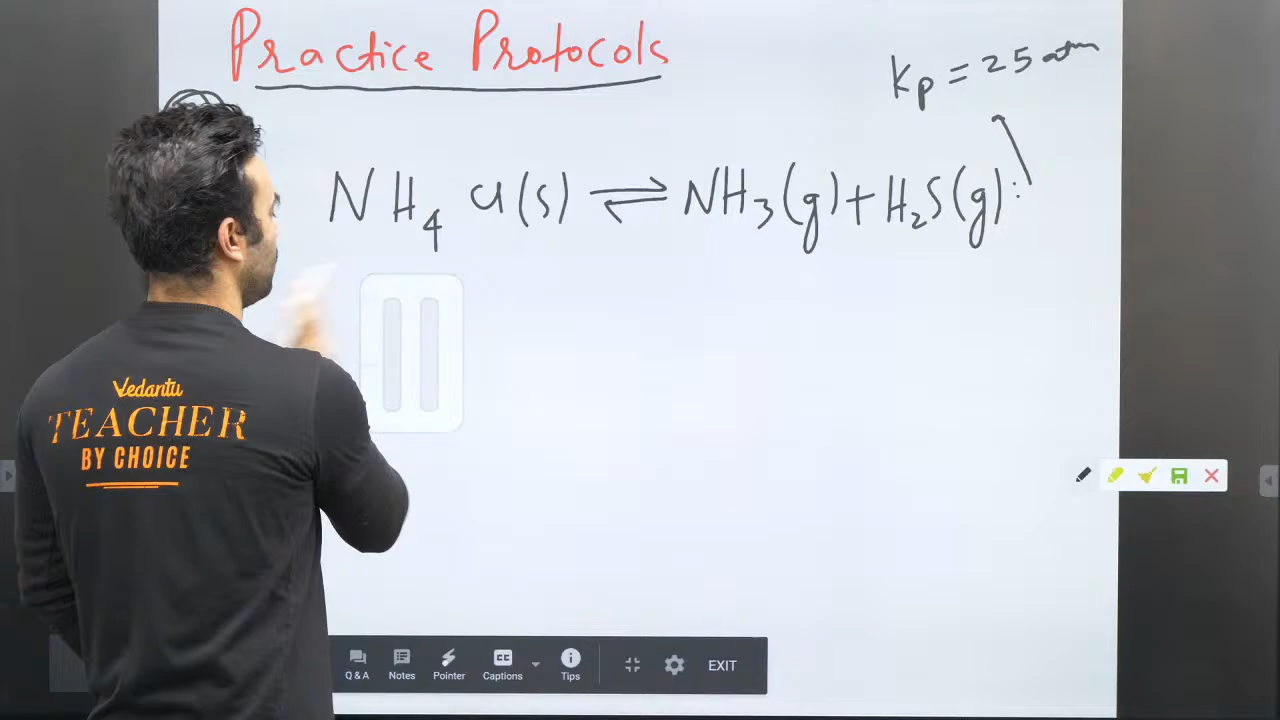 Practice Protocols
Kp = 25 atm
NH4 Cl(s) ⇌ NH3(g) + H2S(g) :
Vedantu
TEACHER
BY CHOICE
Q & A
Notes
Pointer
Captions
Tips
EXIT